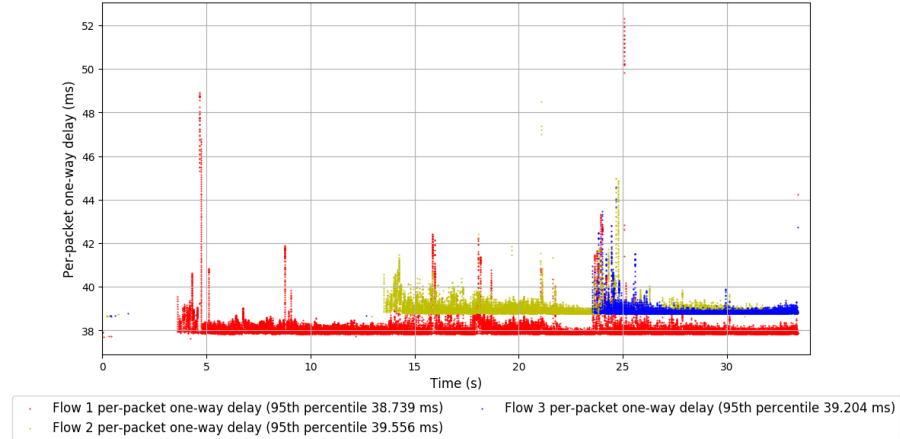 52
50
48
46
44
42
40
38
Per-packet one-way delay (ms)
0 5 10 15 20 25 30
Time (s)
Flow 1 per-packet one-way delay (95th percentile 38.739 ms)
Flow 2 per-packet one-way delay (95th percentile 39.556 ms)
Flow 3 per-packet one-way delay (95th percentile 39.204 ms)